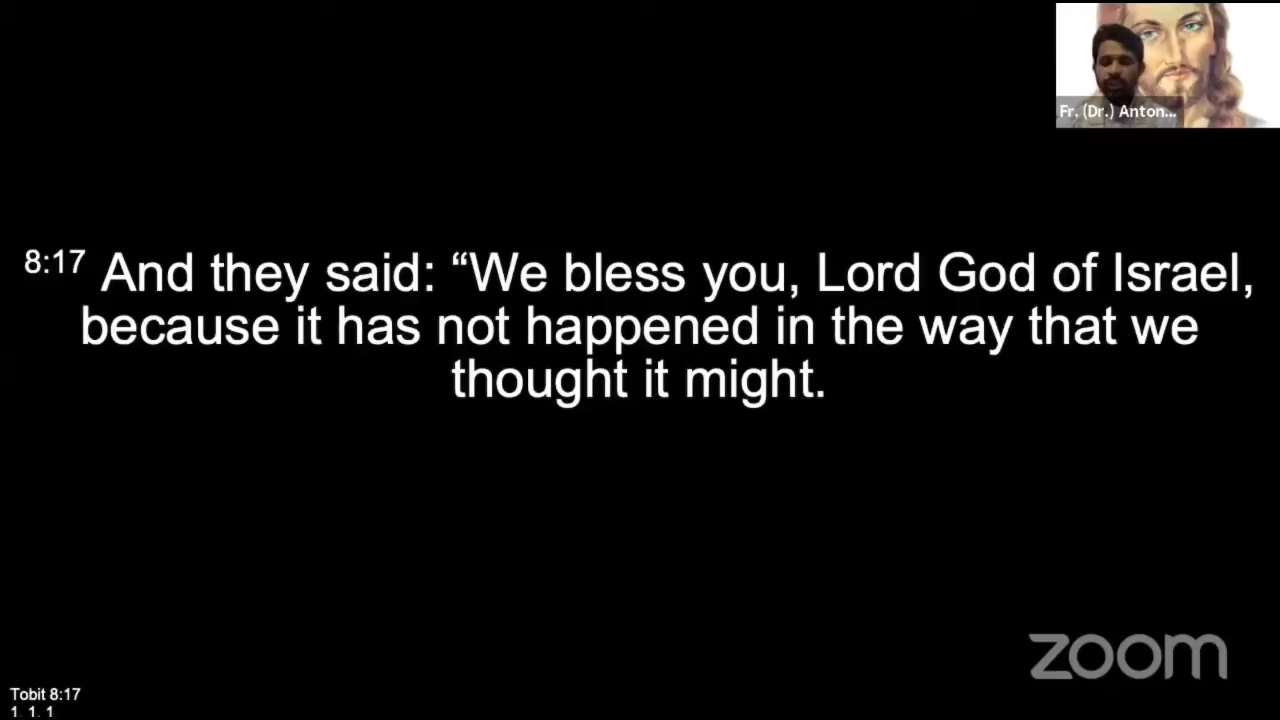 Fr. (Dr.) Anton...
8:17 And they said: “We bless you, Lord God of Israel,
because it has not happened in the way that we
thought it might.
zoom
Tobit 8:17
1. 1. 1